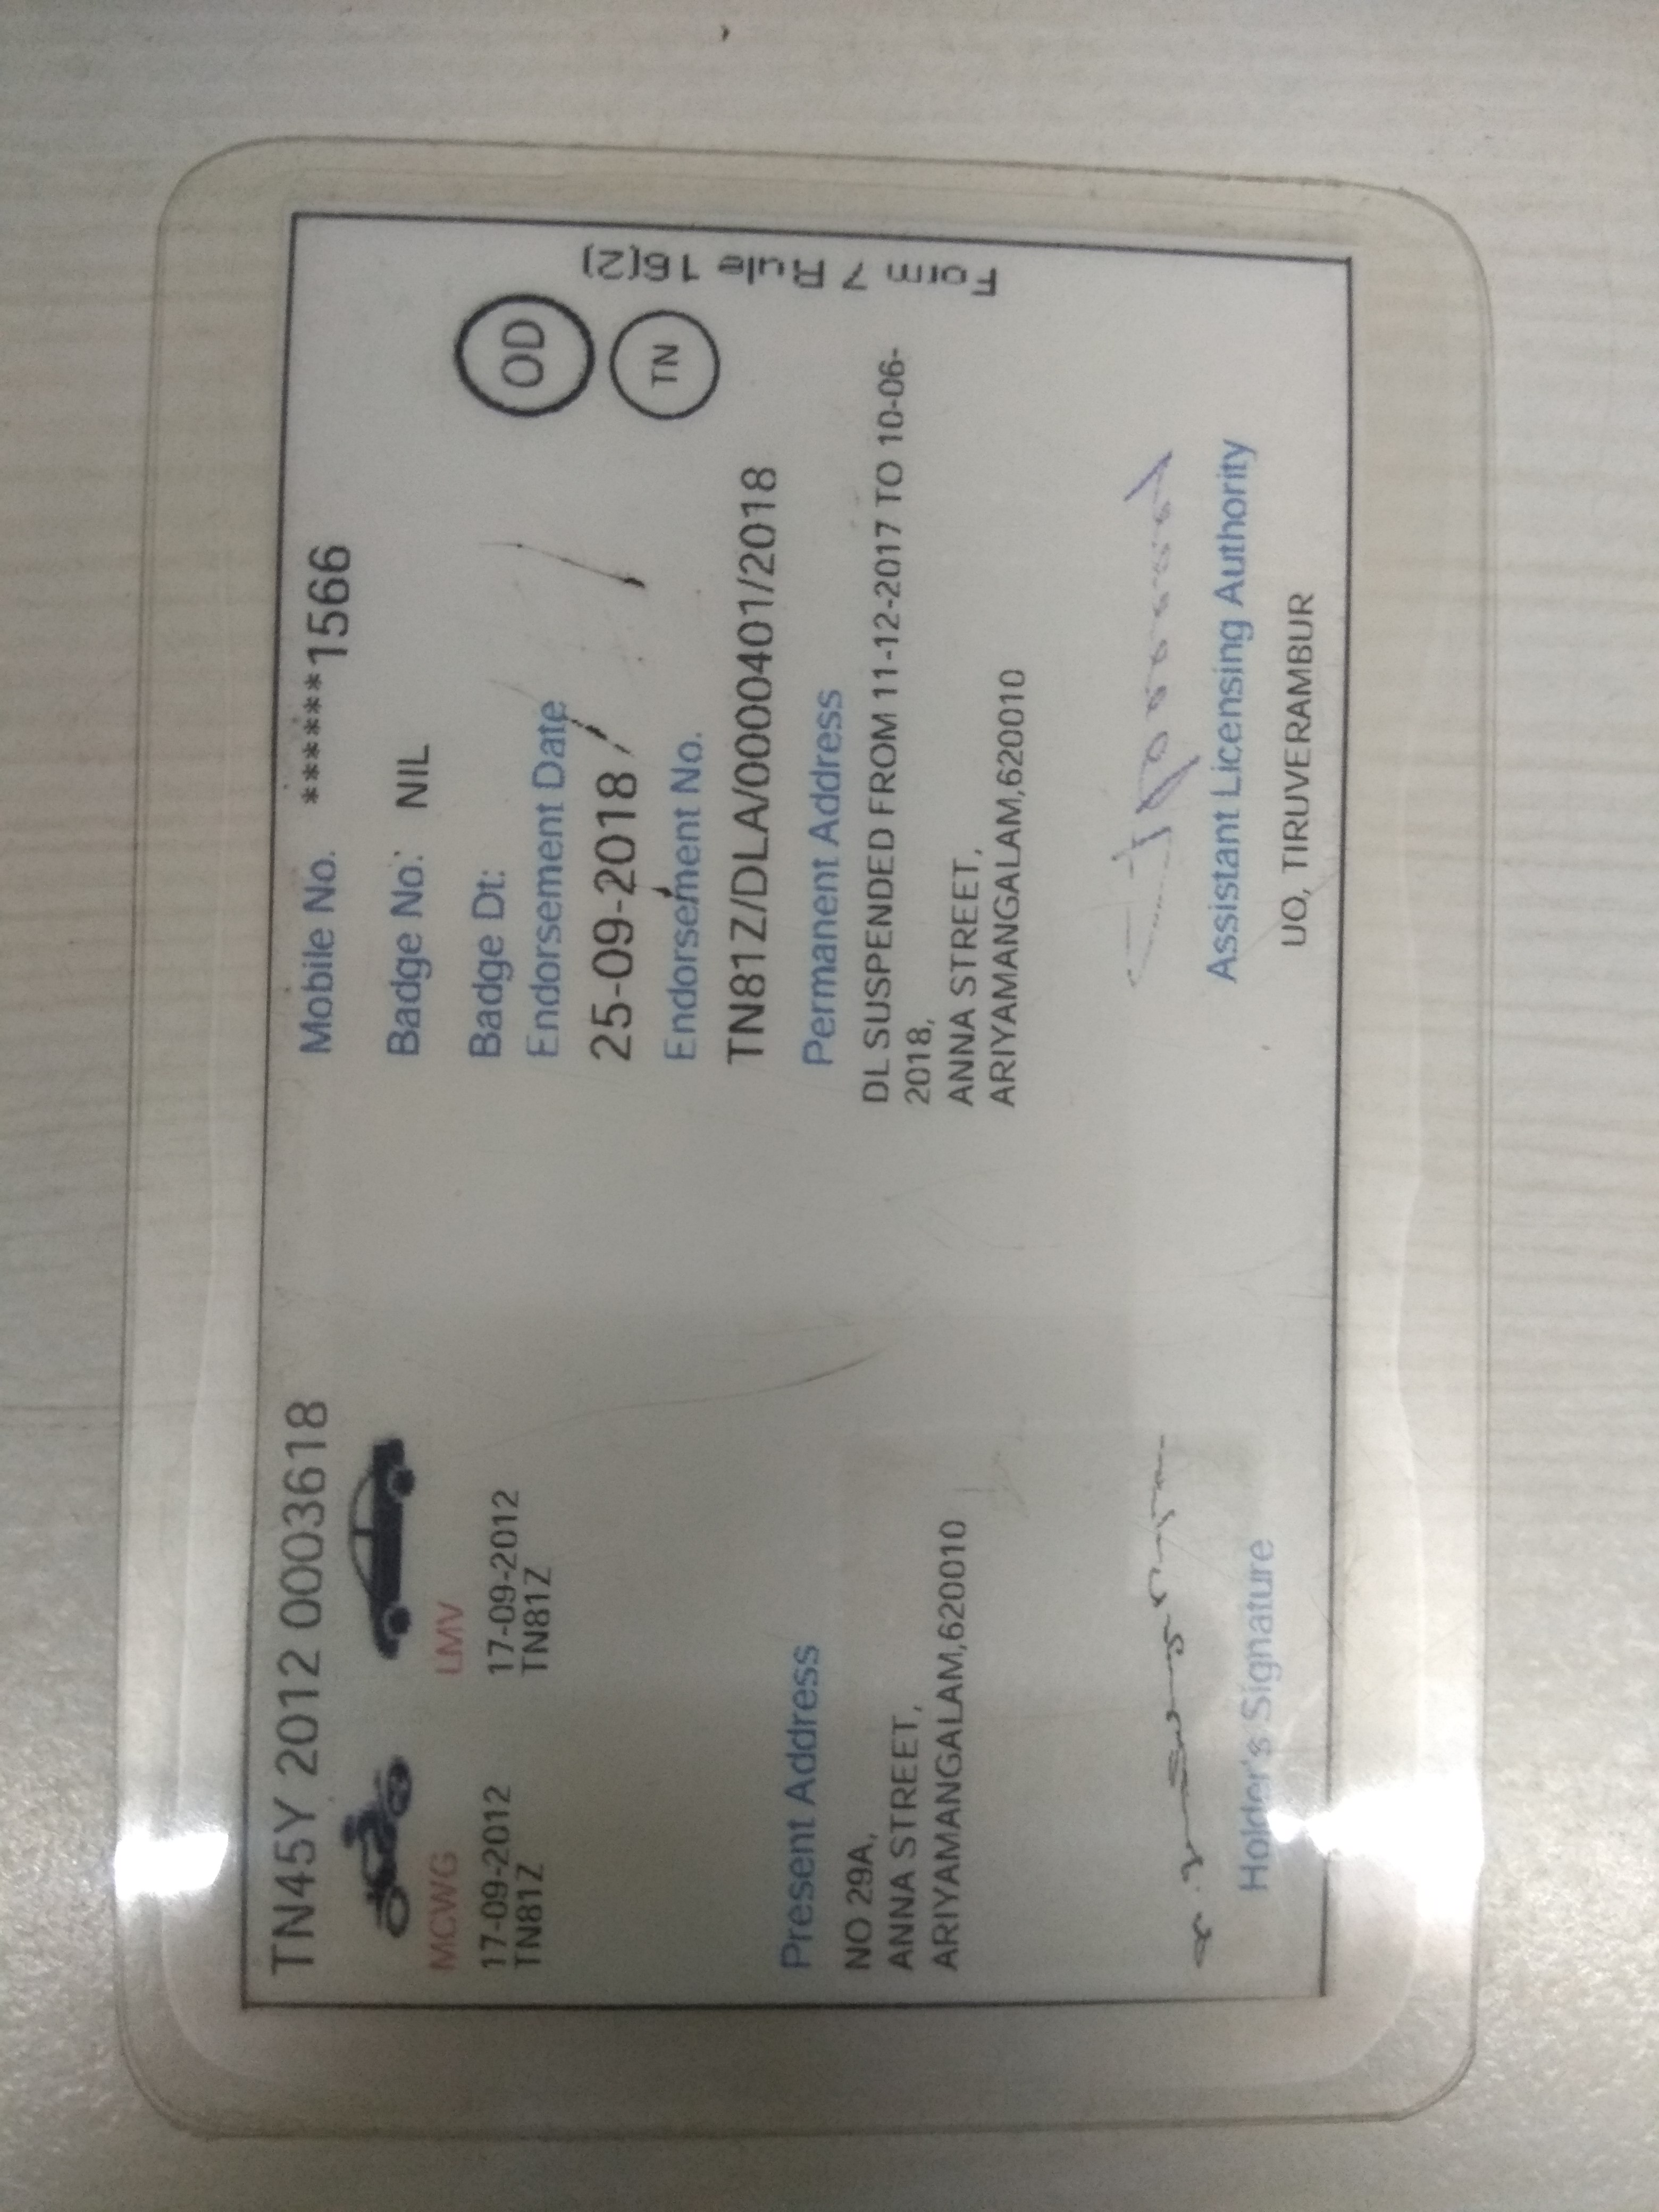 TN45Y 2012 0003618
MCWG
17-09-2012
TN81Z
LMV
17-09-2012
TN81Z
Present Address
NO 29A,
ANNA STREET,
ARIYAMANGALAM,620010
Holder's Signature
Mobile No. ******1566
Badge No: NIL
Badge Dt:
Endorsement Date
25-09-2018
Endorsement No.
TN81Z/DLA/0000401/2018
Permanent Address
DL SUSPENDED FROM 11-12-2017 TO 10-06-
2018,
ANNA STREET,
ARIYAMANGALAM,620010
Assistant Licensing Authority
UO, TIRUVERAMBUR
OD
TN
Form 7 Rule 16(2)